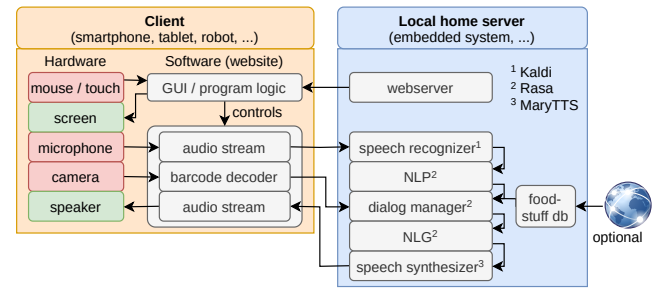 Client
(smartphone, tablet, robot, ...)
Hardware
Software (website)
mouse / touch
GUI / program logic
screen
controls
microphone
audio stream
camera
barcode decoder
speaker
audio stream
Local home server
(embedded system, ...)
webserver
¹ Kaldi
² Rasa
³ MaryTTS
speech recognizer¹
NLP²
dialog manager²
NLG²
speech synthesizer³
food-
stuff db
optional